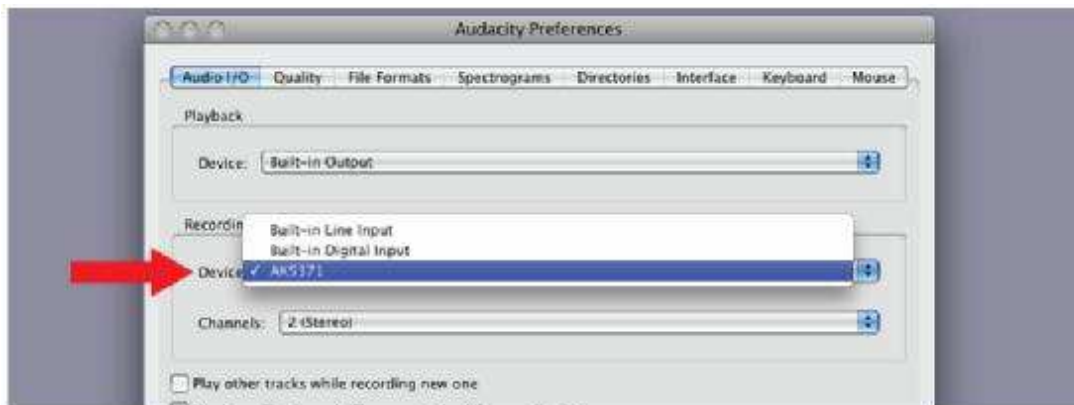 Audacity Preferences
Audio I/O Quality File Formats Spectrograms Directories Interface Keyboard Mouse
Playback
Device: Built-in Output
Recordin
Built-in Line Input
Built-in Digital Input
Device ✓ AK5371
Channels: 2 (Stereo)
Play other tracks while recording new one